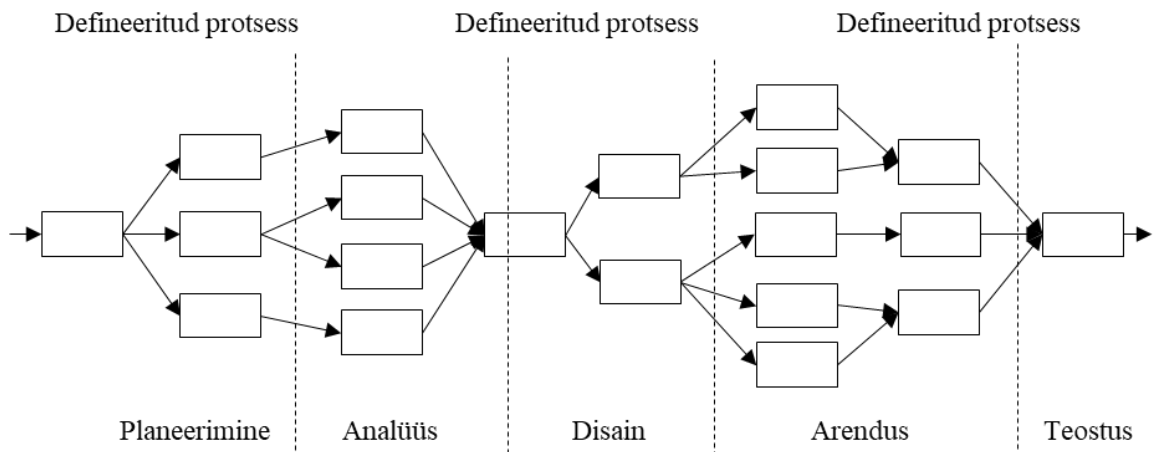 Defineeritud protsess Defineeritud protsess Defineeritud protsess
Planeerimine Analüüs Disain Arendus Teostus